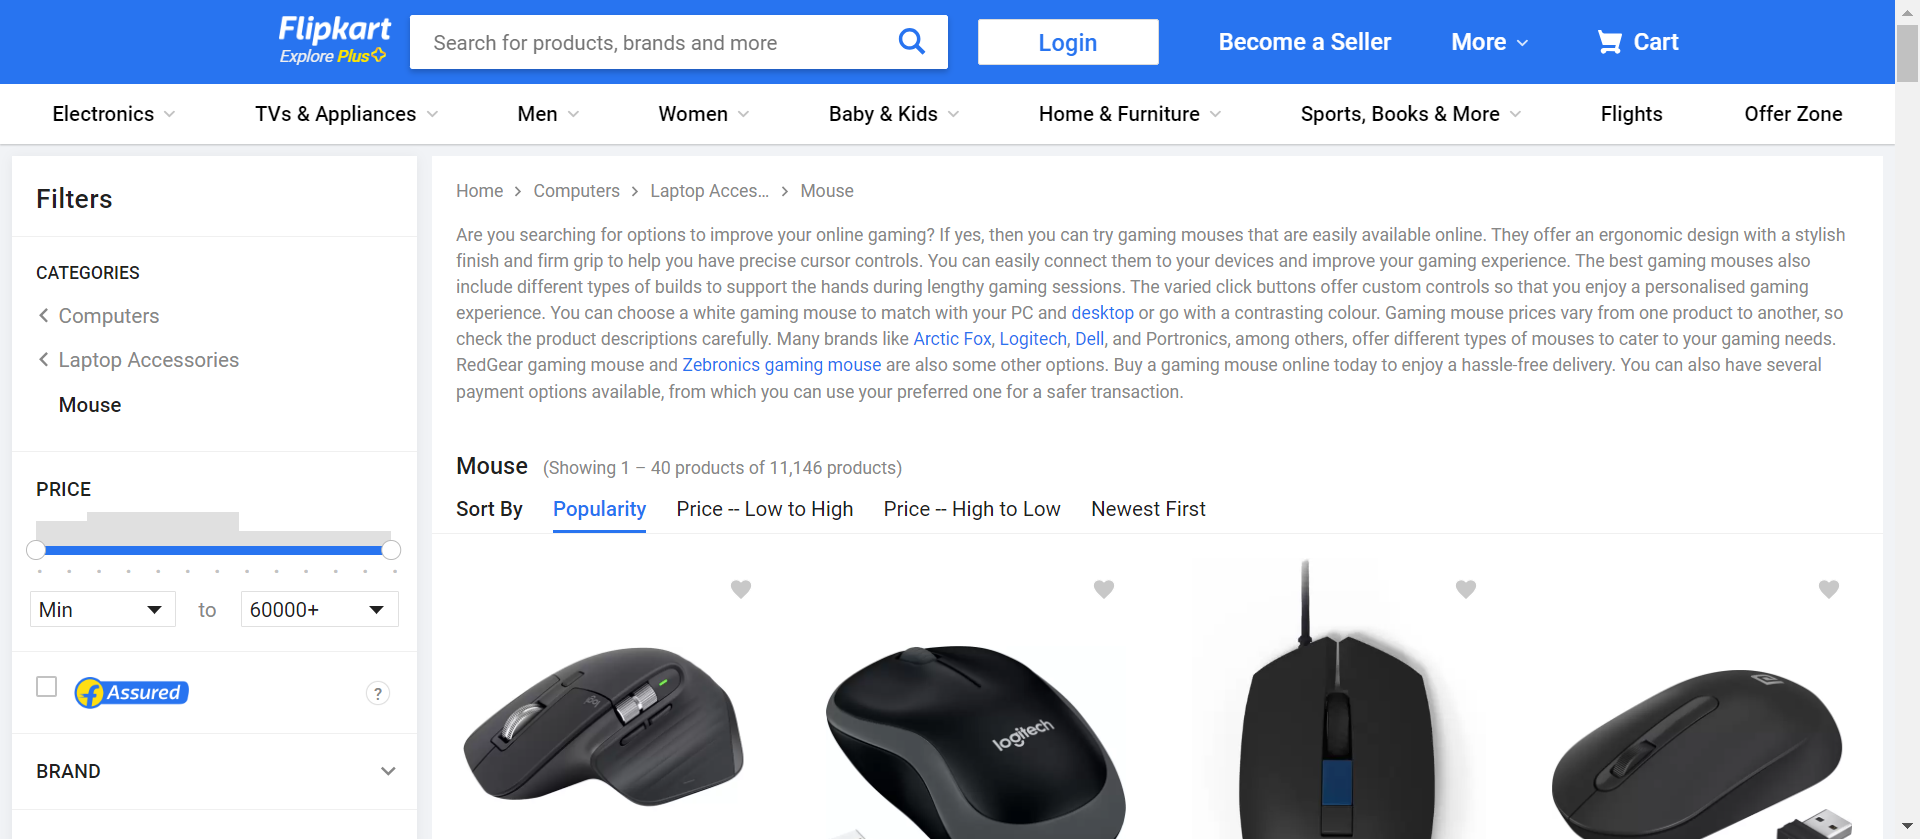 Flipkart
Explore Plus
Search for products, brands and more
Login
Become a Seller
More
Cart
Electronics
TVs & Appliances
Men
Women
Baby & Kids
Home & Furniture
Sports, Books & More
Flights
Offer Zone
Filters
CATEGORIES
Computers
Laptop Accessories
Mouse
PRICE
Min
to
60000+
Assured
?
BRAND
Home > Computers > Laptop Acces... > Mouse
Are you searching for options to improve your online gaming? If yes, then you can try gaming mouses that are easily available online. They offer an ergonomic design with a stylish
finish and firm grip to help you have precise cursor controls. You can easily connect them to your devices and improve your gaming experience. The best gaming mouses also
include different types of builds to support the hands during lengthy gaming sessions. The varied click buttons offer custom controls so that you enjoy a personalised gaming
experience. You can choose a white gaming mouse to match with your PC and desktop or go with a contrasting colour. Gaming mouse prices vary from one product to another, so
check the product descriptions carefully. Many brands like Arctic Fox, Logitech, Dell, and Portronics, among others, offer different types of mouses to cater to your gaming needs.
RedGear gaming mouse and Zebronics gaming mouse are also some other options. Buy a gaming mouse online today to enjoy a hassle-free delivery. You can also have several
payment options available, from which you can use your preferred one for a safer transaction.
Mouse (Showing 1 – 40 products of 11,146 products)
Sort By Popularity Price -- Low to High Price -- High to Low Newest First
logi
logitech